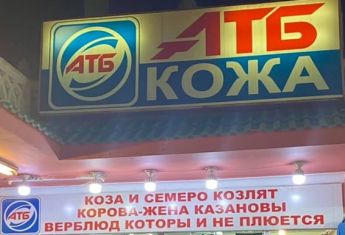 АТБ
АТБ
КОЖА
АТБ
КОЗА И СЕМЕРО КОЗЛЯТ
КОРОВА-ЖЕНА КАЗАНОВЫ
ВЕРБЛЮД КОТОРЫ И НЕ ПЛЮЕТСЯ